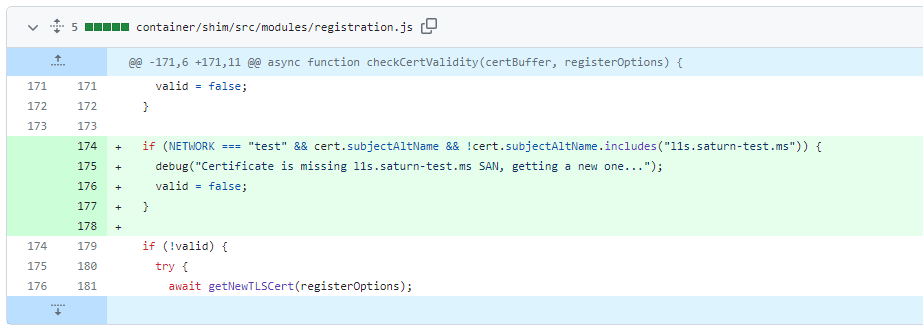 5 container/shim/src/modules/registration.js
@@ -171,6 +171,11 @@ async function checkCertValidity(certBuffer, registerOptions) {
171 171 valid = false;
172 172 }
173 173
174 + if (NETWORK === "test" && cert.subjectAltName && !cert.subjectAltName.includes("l1s.saturn-test.ms")) {
175 + debug("Certificate is missing l1s.saturn-test.ms SAN, getting a new one...");
176 + valid = false;
177 + }
178 +
174 179 if (!valid) {
175 180 try {
176 181 await getNewTLSCert(registerOptions);